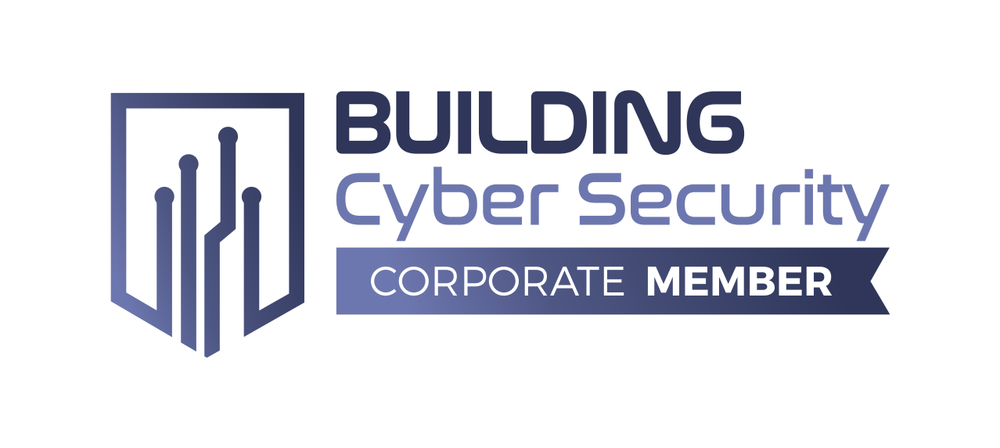 BUILDING
Cyber Security
CORPORATE MEMBER